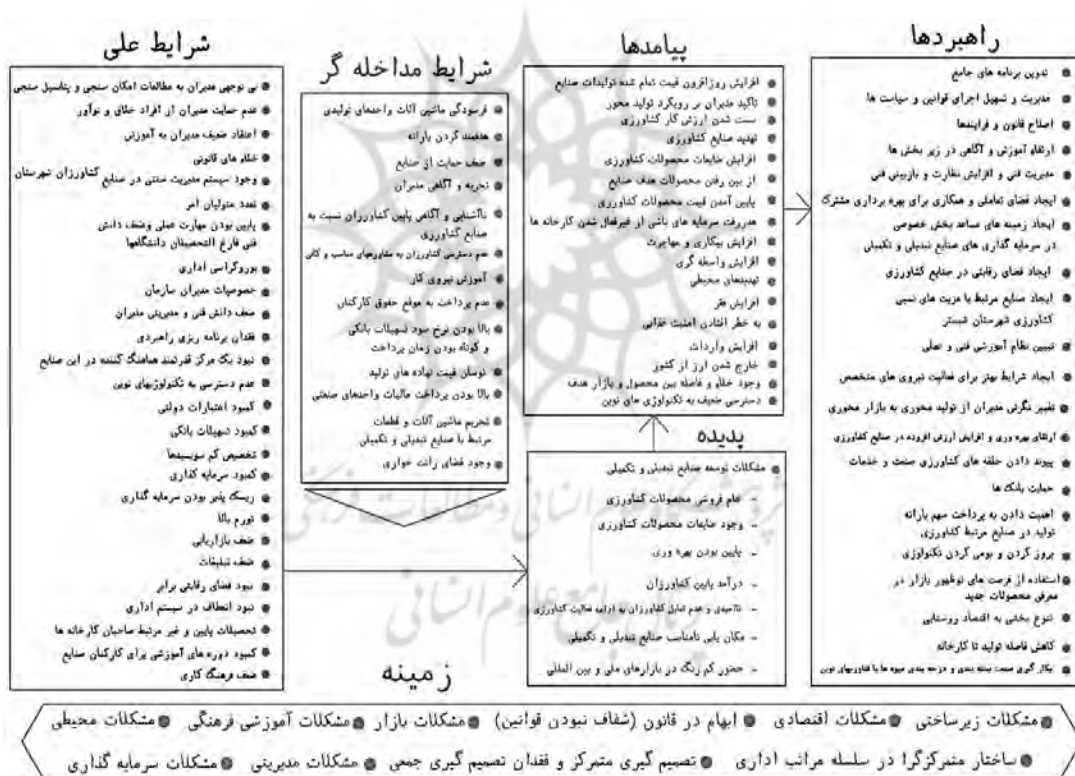 راهبردها
تدوین برنامه های جامع
مدیریت و تسهیل اجرای قوانین و سیاست ها
اصلاح قانون و فرایندها
ارتقاء آموزش و آگاهی در زیر بخش ها
مدیریت فنی و افزایش نظارت و بازبینی فنی
ایجاد فضای تعاملی و همکاری برای بهره برداری مشترک
ایجاد زمینه های مساعد بخش خصوصی
در سرمایه گذاری های صنایع تبدیلی و تکمیلی
ایجاد فضای رقابتی در صنایع کشاورزی
ایجاد صنایع مرتبط با مزیت های نسبی
کشاورزی شهرستان شبستر
تبیین نظام آموزشی فنی و عملی
ایجاد شرایط بهتر برای فعالیت نیروی های متخصص
تغییر نگرش مدیران از تولید محوری به بازار محوری
ارتقای بهره وری و افزایش ارزش افزوده در صنایع کشاورزی
پیوند دادن حلقه های کشاورزی صنعت و خدمات
حمایت بانک ها
اهمیت دادن به پرداخت سهم یارانه
تولید در صنایع مرتبط کشاورزی
بروز کردن و بومی کردن تکنولوژی
استفاده از فرصت های نوظهور بازار در
معرفی محصولات جدید
تنوع بخشی به اقتصاد روستایی
کاهش فاصله تولید تا کارخانه
بکار گیری صنعت بسته بندی و درجه بندی میوه ها با فناوریهای نوین
پیامدها
افزایش روزافزون قیمت تمام شده تولیدات صنایع
تاکید مدیران بر رویکرد تولید محور
سست شدن ارزش کار کشاورزی
تهدید صنایع کشاورزی
افزایش ضایعات محصولات کشاورزی
از بین رفتن محصولات هدف صنایع
پایین آمدن قیمت محصولات کشاورزی
هدررفت سرمایه های ناشی از غیرفعال شدن کارخانه ها
افزایش بیکاری و مهاجرت
افزایش واسطه گری
تهدیدهای محیطی
افزایش فقر
به خطر افتادن امنیت غذایی
افزایش واردات
خارج شدن ارز از کشور
وجود خلاء و فاصله بین محصول و بازار هدف
دسترسی ضعیف به تکنولوژی های نوین
پدیده
مشکلات توسعه صنایع تبدیلی و تکمیلی
- خام فروشی محصولات کشاورزی
- وجود ضایعات محصولات کشاورزی
- پایین بودن بهره وری
- درآمد پایین کشاورزان
- ناامیدی و عدم تمایل کشاورزان به ادامه فعالیت کشاورزی
- مکان یابی نامناسب صنایع تبدیلی و تکمیلی
- حضور کم رنگ در بازارهای ملی و بین المللی
شرایط مداخله گر
فرسودگی ماشین آلات واحدهای تولیدی
هدفمند کردن یارانه
ضعف حمایت از صنایع
تجربه و آگاهی مدیران
ناآشنایی و آگاهی پایین کشاورزان نسبت به
صنایع کشاورزی
عدم دسترسی کشاورزان به مشاورههای مناسب و کافی
آموزش نیروی کار
عدم پرداخت به موقع حقوق کارکنان
بالا بودن نرخ سود تسهیلات بانکی
و کوتاه بودن زمان پرداخت
نوسان قیمت نهاده های تولید
بالا بودن پرداخت مالیات واحدهای صنعتی
تحریم ماشین آلات و قطعات
مرتبط با صنایع تبدیلی و تکمیلی
وجود فضای رانت خواری
شرایط علی
بی توجهی مدیران به مطالعات امکان سنجی و پتانسیل سنجی
عدم حمایت مدیران از افراد خلاق و نوآور
اعتقاد ضعیف مدیران به آموزش
خلاء های قانونی
وجود سیستم مدیریت سنتی در صنایع کشاورزان شهرستان
تعدد متولیان امر
پایین بودن مهارت عملی وضعف دانش
فنی فارغ التحصیلان دانشگاهها
بوروکراسی اداری
خصوصیات مدیران سازمان
ضعف دانش فنی و مدیریتی مدیران
فقدان برنامه ریزی راهبردی
نبود یک مرکز قدرتمند هماهنگ کننده در این صنایع
عدم دسترسی به تکنولوژیهای نوین
کمبود اعتبارات دولتی
کمبود تسهیلات بانکی
تخصیص کم سوبسیدها
کمبود سرمایه گذاری
ریسک پذیر بودن سرمایه گذاری
تورم بالا
ضعف بازاریابی
ضعف تبلیغات
نبود فضای رقابتی برابر
نبود انعطاف در سیستم اداری
تحصیلات پایین و غیر مرتبط صاحبان کارخانه ها
کمبود دوره های آموزشی برای کارکنان صنایع
ضعف فرهنگ کاری
زمینه
مشکلات زیرساختی مشکلات اقتصادی ابهام در قانون (شفاف نبودن قوانین) مشکلات بازار مشکلات آموزشی فرهنگی مشکلات محیطی
ساختار متمرکزگرا در سلسله مراتب اداری تصمیم گیری متمرکز و فقدان تصمیم گیری جمعی مشکلات مدیریتی مشکلات سرمایه گذاری
پژوهشگاه علوم انسانی و مطالعات فرهنگی
پرتال جامع علوم انسانی